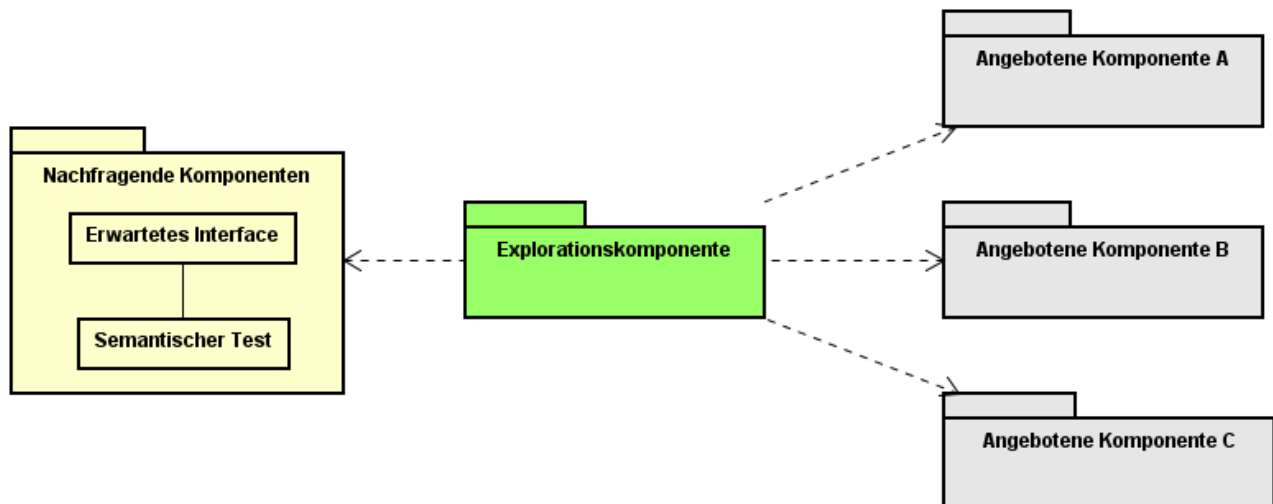 Nachfragende Komponenten
Erwartetes Interface
Semantischer Test
Explorationskomponente
Angebotene Komponente A
Angebotene Komponente B
Angebotene Komponente C